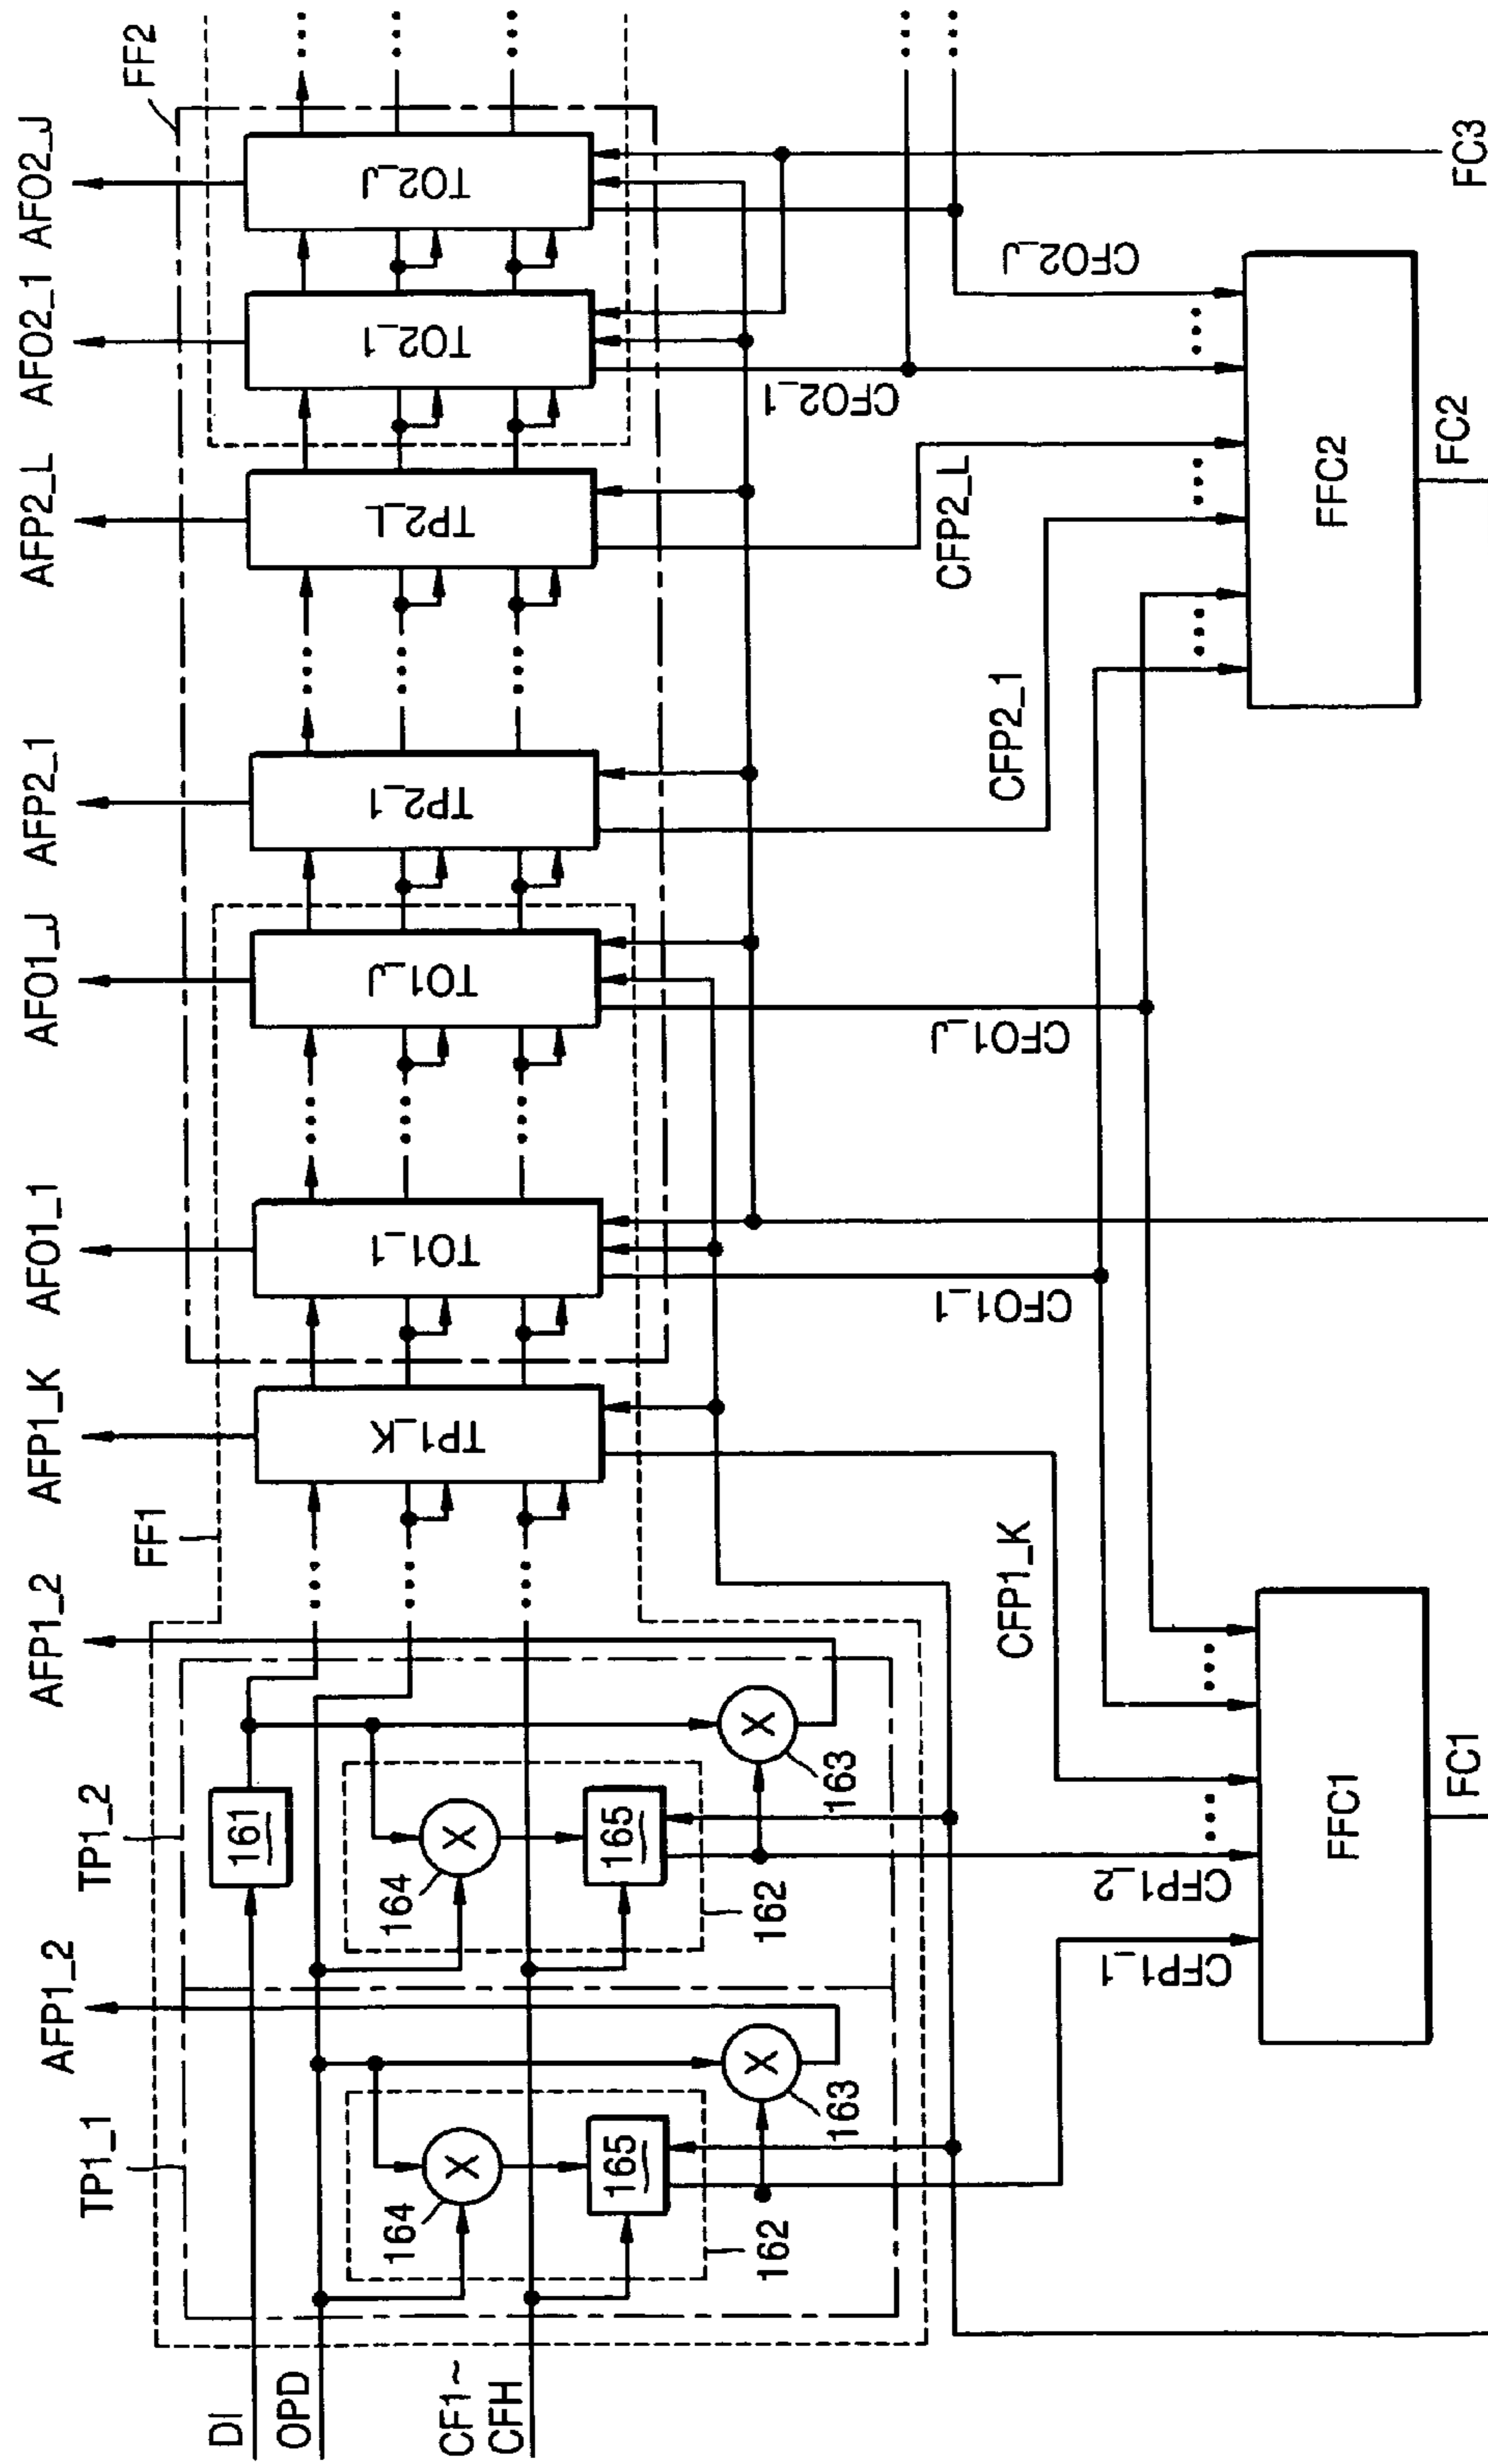 AFP1_2
AFP1_2
AFP1_K
AFO1_1
AFO1_J
AFP2_1
AFP2_L
AFO2_1
AFO2_J
TP1_1
TP1_2
FF1
FF2
DI
OPD
CF1~
CFH
161
164
165
162
163
164
165
162
163
TP1_K
TO1_1
TO1_J
TP2_1
TP2_L
TO2_1
TO2_J
CFP1_1
CFP1_2
CFP1_K
CFO1_1
CFO1_J
CFP2_1
CFP2_L
CFO2_1
CFO2_J
FFC1
FFC2
FC1
FC2
FC3
X
X
X
X